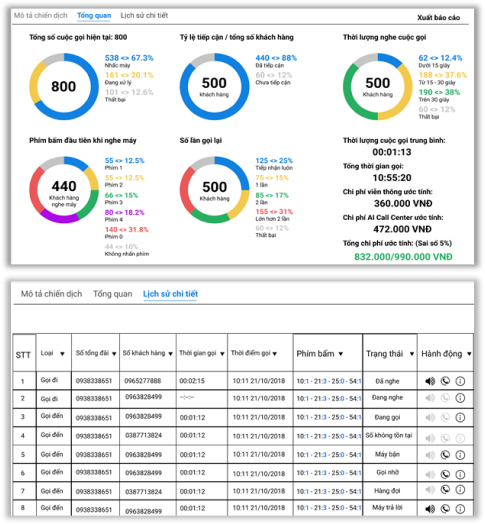 Mô tả chiến dịch Tổng quan Lịch sử chi tiết Xuất báo cáo
Tổng số cuộc gọi hiện tại: 800
800
538 <> 67.3%
Nhấc máy
161 <> 20.1%
Đang xử lý
101 <> 12.6%
Thất bại
Tỷ lệ tiếp cận / tổng số khách hàng
500
Khách hàng
440 <> 88%
Đã tiếp cận
60 <> 12%
Chưa tiếp cận
Thời lượng nghe cuộc gọi
500
Khách hàng
62 <> 12.4%
Dưới 15 giây
188 <> 37.6%
Từ 15 - 30 giây
190 <> 38%
Trên 30 giây
60 <> 12%
Thất bại
Phím bấm đầu tiên khi nghe máy
440
Khách hàng
nghe máy
55 <> 12.5%
Phím 1
55 <> 12.5%
Phím 2
66 <> 15%
Phím 3
80 <> 18.2%
Phím 4
140 <> 31.8%
Phím 0
44 <> 10%
Không nhấn phím
Số lần gọi lại
500
Khách hàng
125 <> 25%
Tiếp nhận luôn
75 <> 15%
1 lần
85 <> 17%
2 lần
155 <> 31%
Lớn hơn 2 lần
60 <> 12%
Thất bại
Thời lượng cuộc gọi trung bình:
00:01:13
Tổng thời gian gọi:
10:55:20
Chi phí viễn thông ước tính:
360.000 VNĐ
Chi phí AI Call Center ước tính:
472.000 VNĐ
Tổng chi phí ước tính: (Sai số 5%)
832.000/990.000 VNĐ
Mô tả chiến dịch Tổng quan Lịch sử chi tiết
STT Loại Số tổng đài Số khách hàng Thời gian gọi Thời điểm gọi Phím bấm Trạng thái Hành động
1 Gọi đi 0938338651 0965277888 00:02:15 10:11 21/10/2018 10:1 - 21:3 - 25:0 - 54:1 Đã nghe
2 Gọi đi 0938338651 0963828499 --:--:-- 10:11 21/10/2018 10:1 - 21:3 - 25:0 - 54:1 Đang nghe
3 Gọi đến 0938338651 0963828499 00:01:12 10:11 21/10/2018 10:1 - 21:3 - 25:0 - 54:1 Đang gọi
4 Gọi đến 0938338651 0387713824 00:01:12 10:11 21/10/2018 10:1 - 21:3 - 25:0 - 54:1 Số không tồn tại
5 Gọi đến 0938338651 0963828499 00:01:12 10:11 21/10/2018 10:1 - 21:3 - 25:0 - 54:1 Máy bận
6 Gọi đến 0938338651 0963828499 00:01:12 10:11 21/10/2018 10:1 - 21:3 - 25:0 - 54:1 Gọi nhỡ
7 Gọi đến 0938338651 0387713824 00:01:12 10:11 21/10/2018 10:1 - 21:3 - 25:0 - 54:1 Hàng đợi
8 Gọi đến 0938338651 0963828499 00:01:12 10:11 21/10/2018 10:1 - 21:3 - 25:0 - 54:1 Máy trả lời